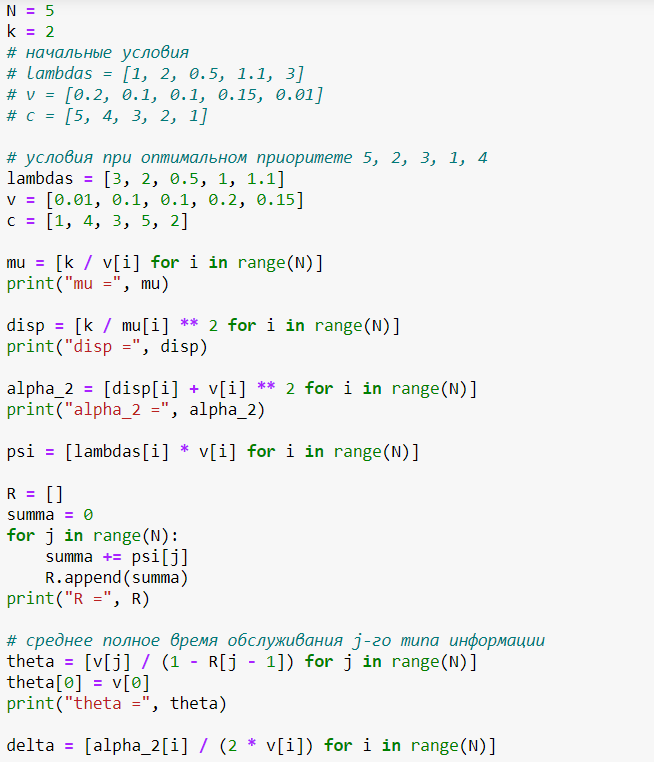 N = 5
k = 2
# начальные условия
# lambdas = [1, 2, 0.5, 1.1, 3]
# v = [0.2, 0.1, 0.1, 0.15, 0.01]
# c = [5, 4, 3, 2, 1]
# условия при оптимальном приоритете 5, 2, 3, 1, 4
lambdas = [3, 2, 0.5, 1, 1.1]
v = [0.01, 0.1, 0.1, 0.2, 0.15]
c = [1, 4, 3, 5, 2]
mu = [k / v[i] for i in range(N)]
print("mu =", mu)
disp = [k / mu[i] ** 2 for i in range(N)]
print("disp =", disp)
alpha_2 = [disp[i] + v[i] ** 2 for i in range(N)]
print("alpha_2 =", alpha_2)
psi = [lambdas[i] * v[i] for i in range(N)]
R = []
summa = 0
for j in range(N):
    summa += psi[j]
    R.append(summa)
print("R =", R)
# среднее полное время обслуживания j-го типа информации
theta = [v[j] / (1 - R[j - 1]) for j in range(N)]
theta[0] = v[0]
print("theta =", theta)
delta = [alpha_2[i] / (2 * v[i]) for i in range(N)]